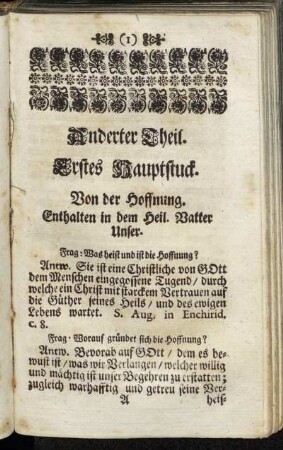 (1)
Anderter Theil.
Erstes Hauptstuck.
Von der Hoffnung.
Enthalten in dem Heil. Vatter
Unser.
Frag: Was heist und ist die Hoffnung?
Antw. Sie ist eine Christliche von GOtt
dem Menschen eingegossene Tugend / durch
welche ein Christ mit starckem Vertrauen auf
die Güther seines Heils / und des ewigen
Lebens wartet. S. Aug. in Enchirid.
c. 8.
Frag: Worauf gründet sich die Hoffnung?
Antw. Bevorab auf GOtt / dem es be-
wust ist / was wir Verlangen / welcher willig
und mächtig ist unser Begehren zu erstatten;
zugleich warhafftig und getreu seine Ver-
A heis-